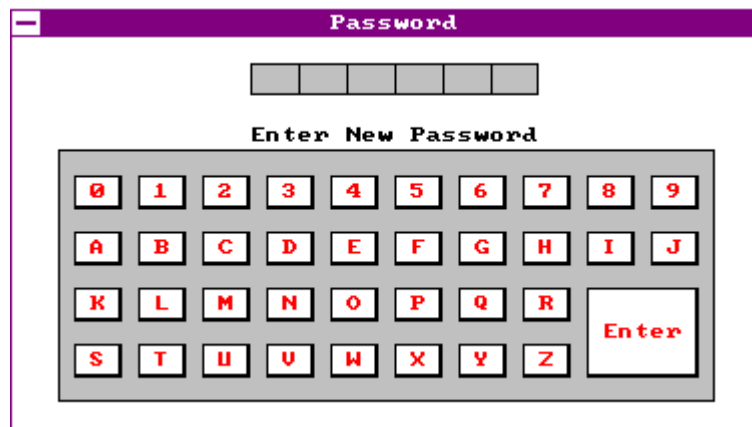 Password
Enter New Password
0 1 2 3 4 5 6 7 8 9
A B C D E F G H I J
K L M N O P Q R
Enter
S T U V W X Y Z